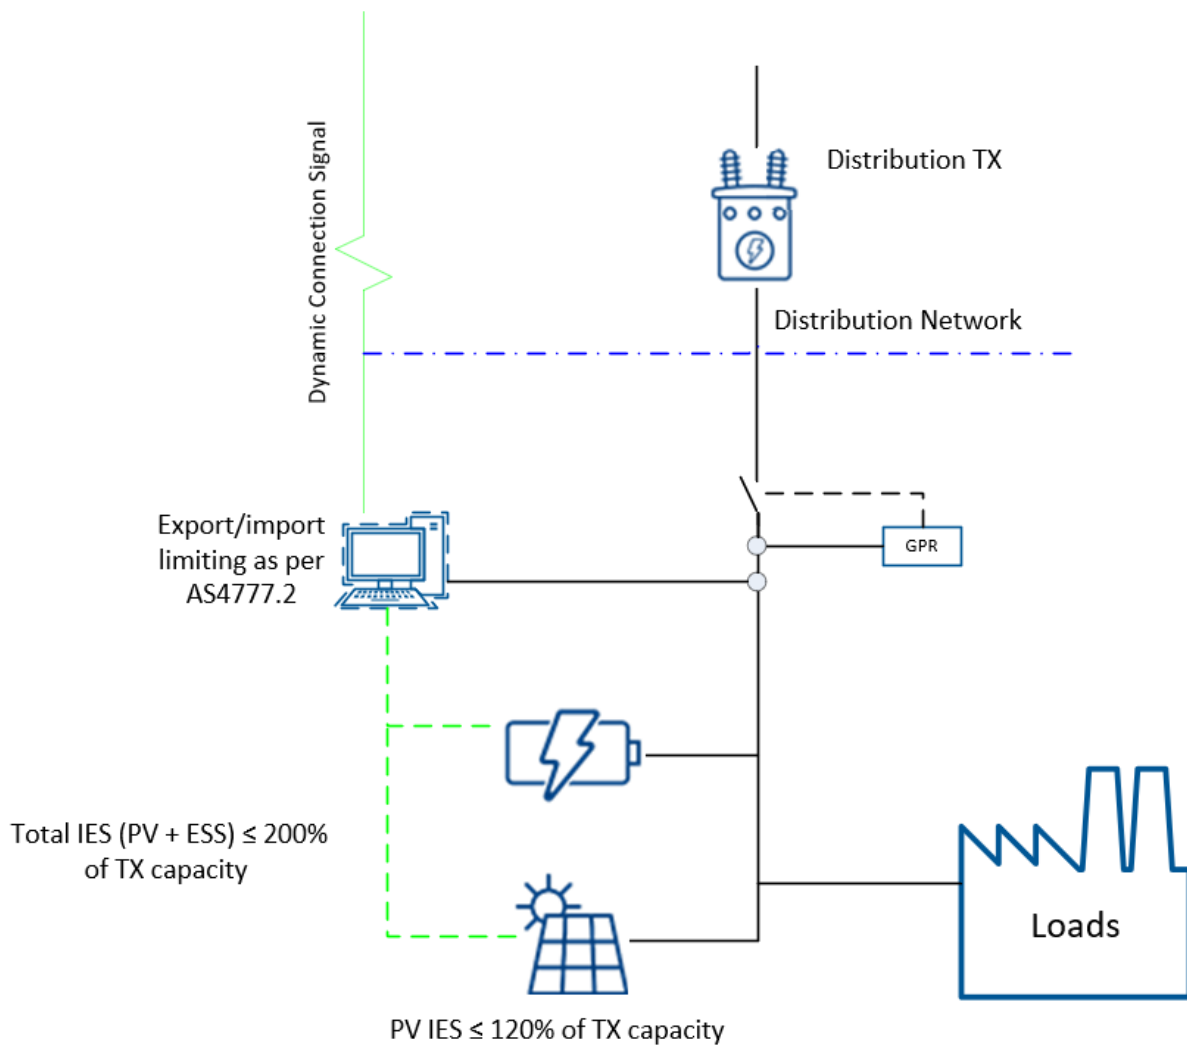 Distribution TX
Dynamic Connection Signal
Distribution Network
Export/import
limiting as per
AS4777.2
GPR
Total IES (PV + ESS) ≤ 200%
of TX capacity
Loads
PV IES ≤ 120% of TX capacity